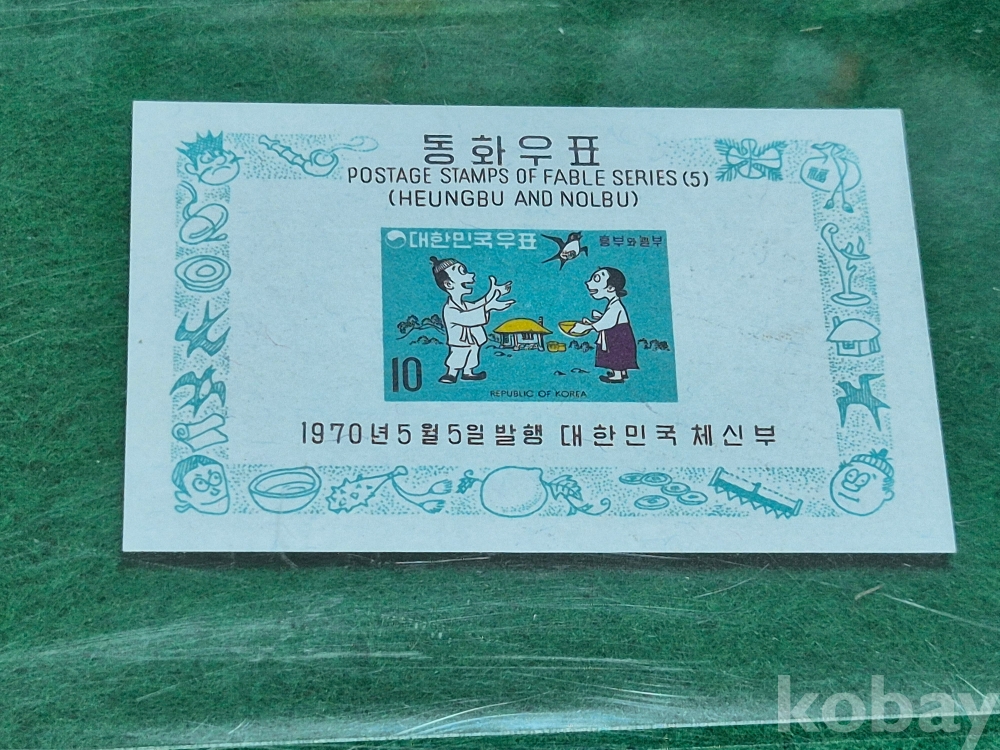 동화우표
POSTAGE STAMPS OF FABLE SERIES (5)
(HEUNGBU AND NOLBU)
대한민국우표 흥부와놀부
10
REPUBLIC OF KOREA
1970년5월5일발행 대한민국 체신부
kobay